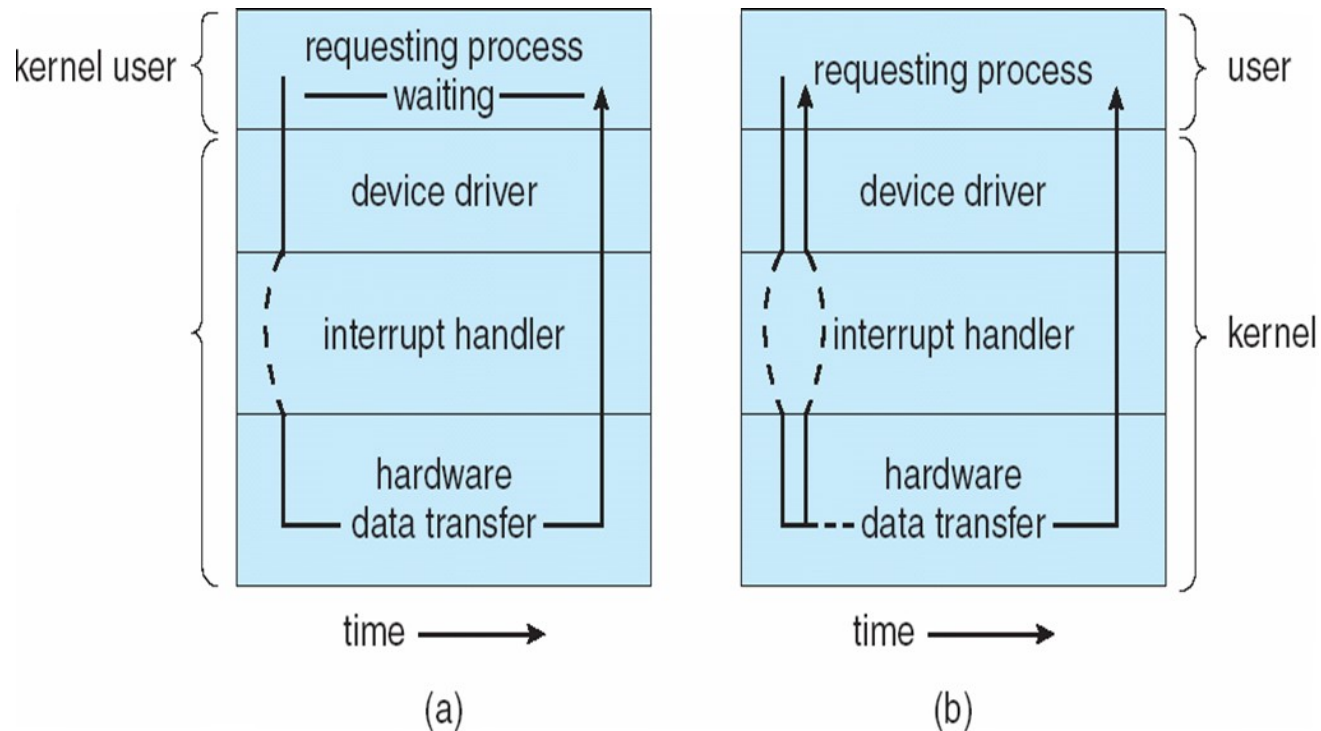 kernel user
requesting process
waiting
device driver
interrupt handler
hardware
data transfer
time
(a)
requesting process
user
device driver
interrupt handler
kernel
hardware
data transfer
time
(b)